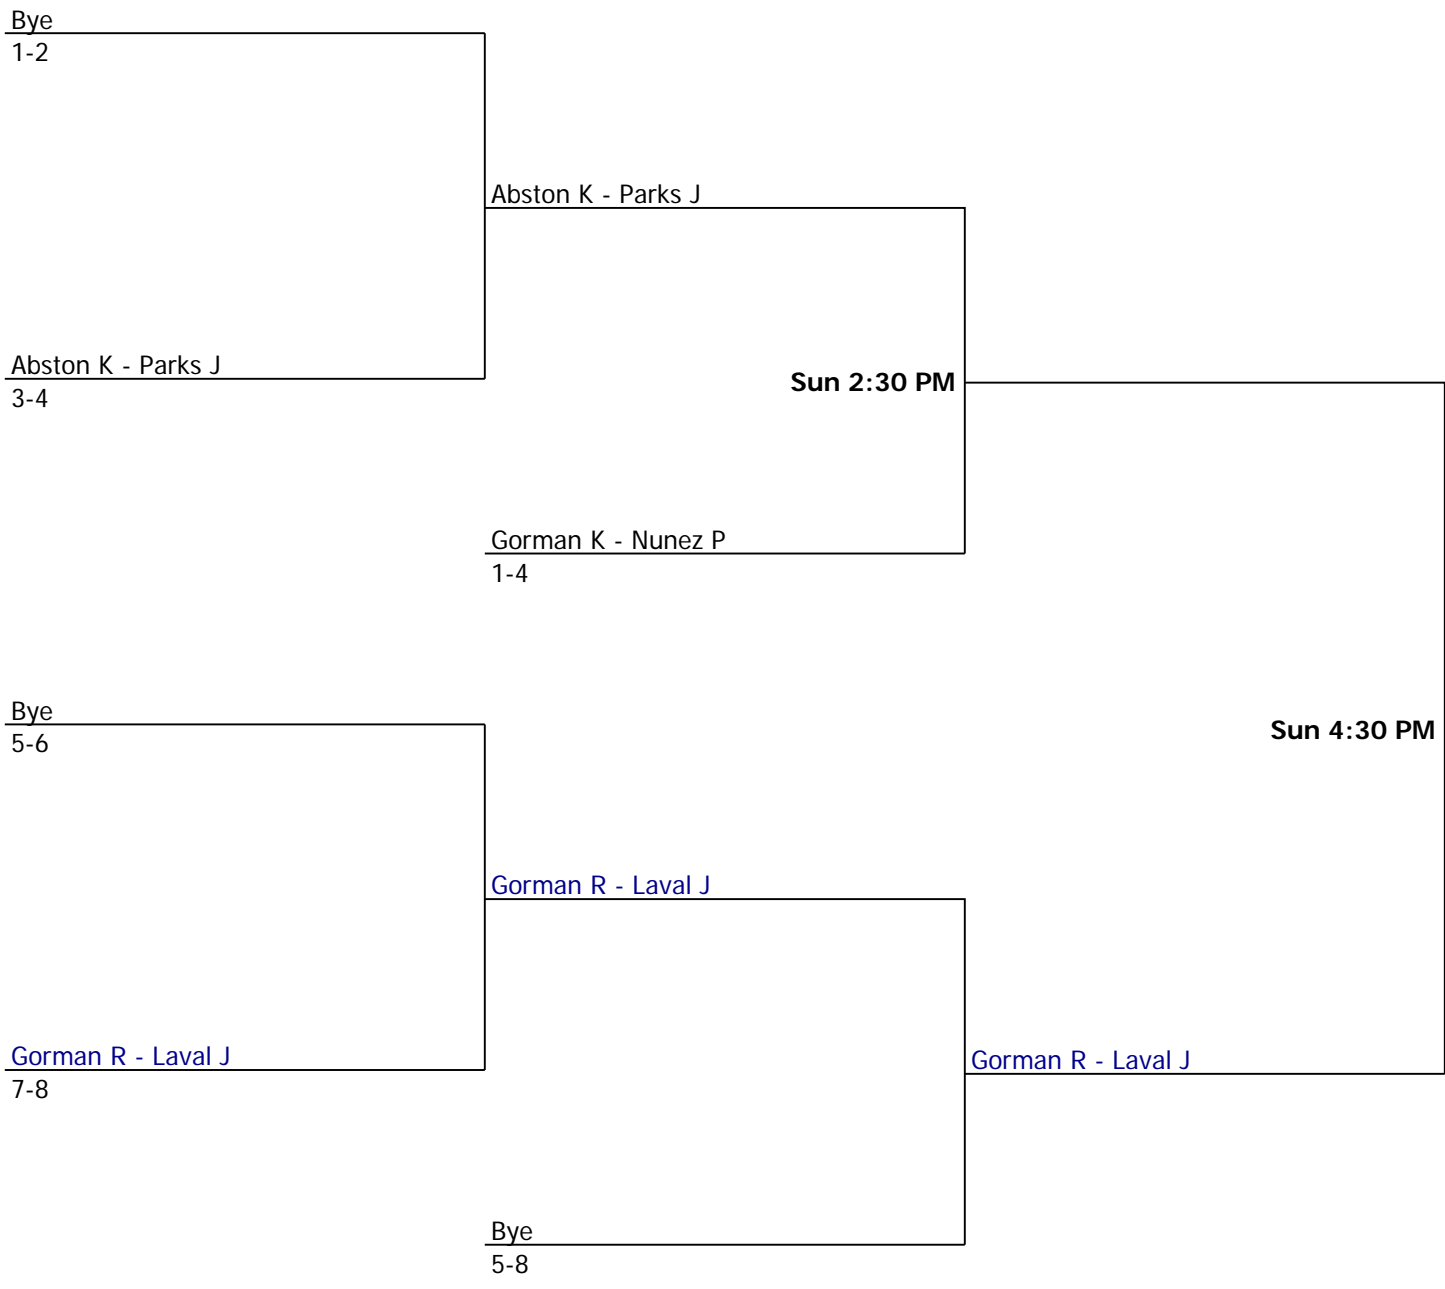 Bye
1-2
Abston K - Parks J
Abston K - Parks J
3-4
Sun 2:30 PM
Gorman K - Nunez P
1-4
Bye
5-6
Sun 4:30 PM
Gorman R - Laval J
Gorman R - Laval J
7-8
Gorman R - Laval J
Bye
5-8